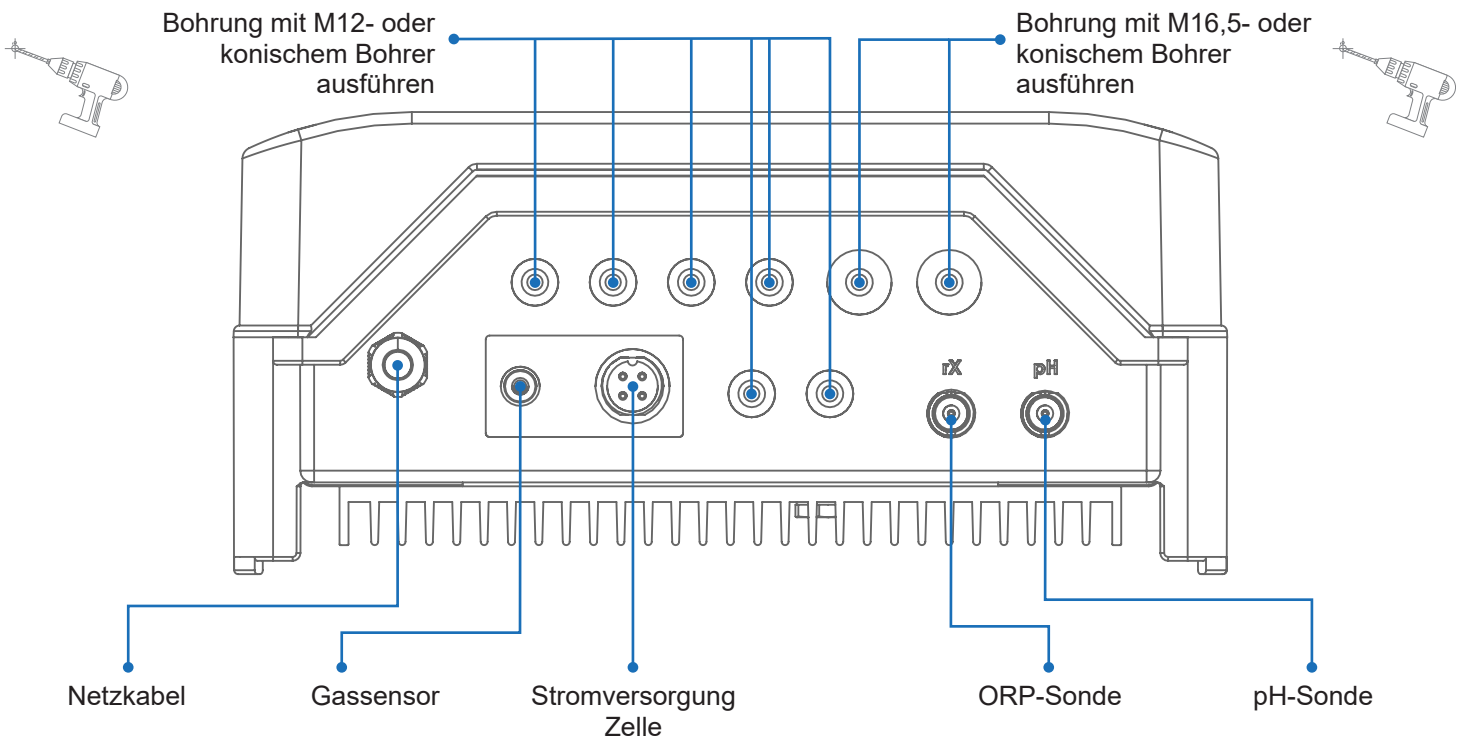 Bohrung mit M12- oder
konischem Bohrer
ausführen
Bohrung mit M16,5- oder
konischem Bohrer
ausführen
rX
pH
Netzkabel
Gassensor
Stromversorgung
Zelle
ORP-Sonde
pH-Sonde